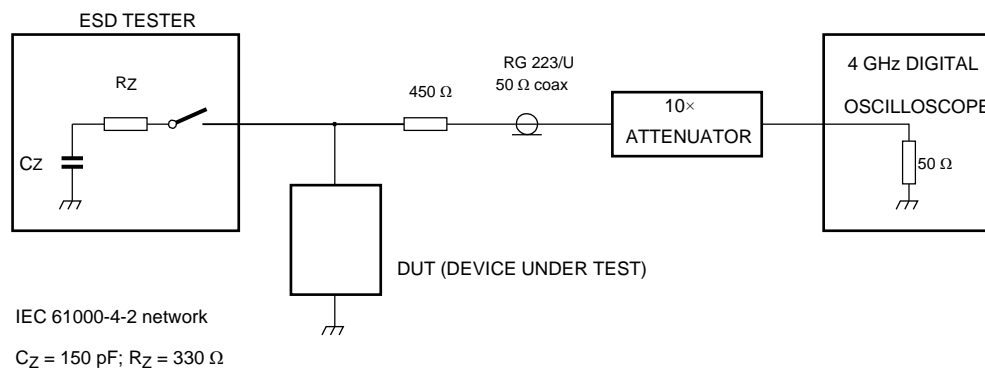 ESD TESTER
RZ
CZ
450 Ω
RG 223/U
50 Ω coax
10×
ATTENUATOR
4 GHz DIGITAL
OSCILLOSCOPE
50 Ω
DUT (DEVICE UNDER TEST)
IEC 61000-4-2 network
CZ = 150 pF; RZ = 330 Ω